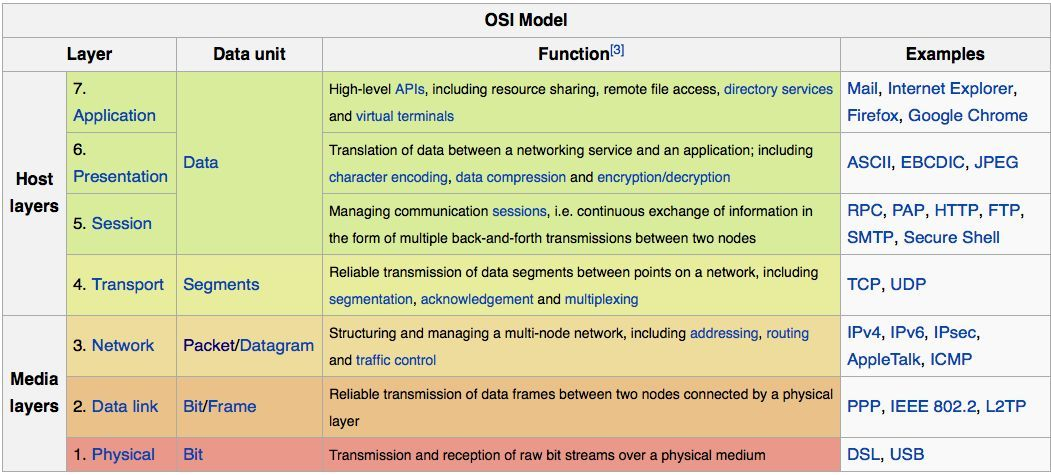 OSI Model
Layer Data unit Function[3] Examples
Host layers
7. Application
Data
High-level APIs, including resource sharing, remote file access, directory services
and virtual terminals
Mail, Internet Explorer,
Firefox, Google Chrome
6. Presentation
Translation of data between a networking service and an application; including
character encoding, data compression and encryption/decryption
ASCII, EBCDIC, JPEG
5. Session
Managing communication sessions, i.e. continuous exchange of information in
the form of multiple back-and-forth transmissions between two nodes
RPC, PAP, HTTP, FTP,
SMTP, Secure Shell
4. Transport
Segments
Reliable transmission of data segments between points on a network, including
segmentation, acknowledgement and multiplexing
TCP, UDP
Media layers
3. Network
Packet/Datagram
Structuring and managing a multi-node network, including addressing, routing
and traffic control
IPv4, IPv6, IPsec,
AppleTalk, ICMP
2. Data link
Bit/Frame
Reliable transmission of data frames between two nodes connected by a physical
layer
PPP, IEEE 802.2, L2TP
1. Physical
Bit
Transmission and reception of raw bit streams over a physical medium
DSL, USB